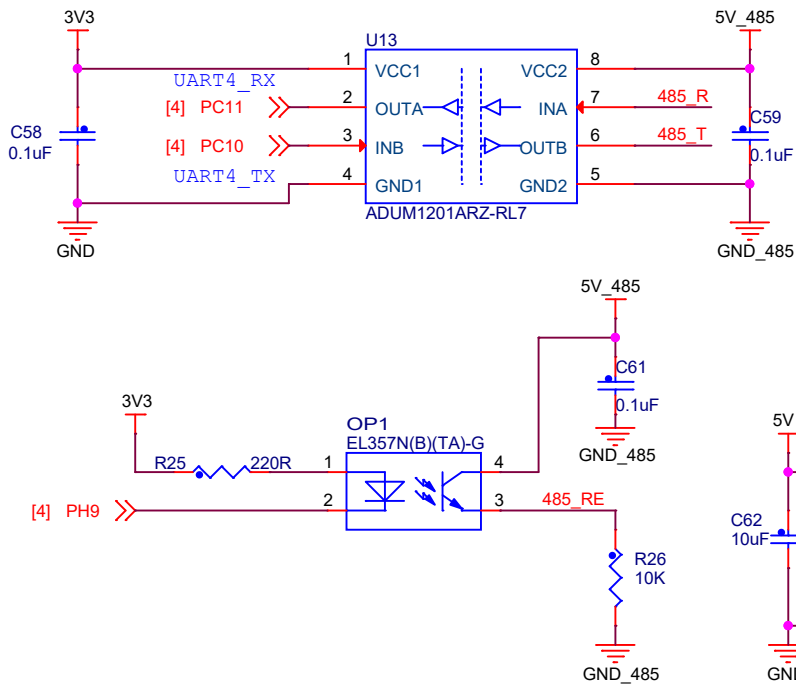 3V3
5V_485
U13
1
VCC1
VCC2
8
UART4_RX
[4] PC11
2
OUTA
INA
7
485_R
C58
0.1uF
[4] PC10
3
INB
OUTB
6
485_T
C59
0.1uF
UART4_TX
4
GND1
GND2
5
ADUM1201ARZ-RL7
GND
GND_485
5V_485
C61
0.1uF
GND_485
3V3
OP1
EL357N(B)(TA)-G
R25
220R
1
4
[4] PH9
2
3
485_RE
R26
10K
GND_485
5V
C62
10uF